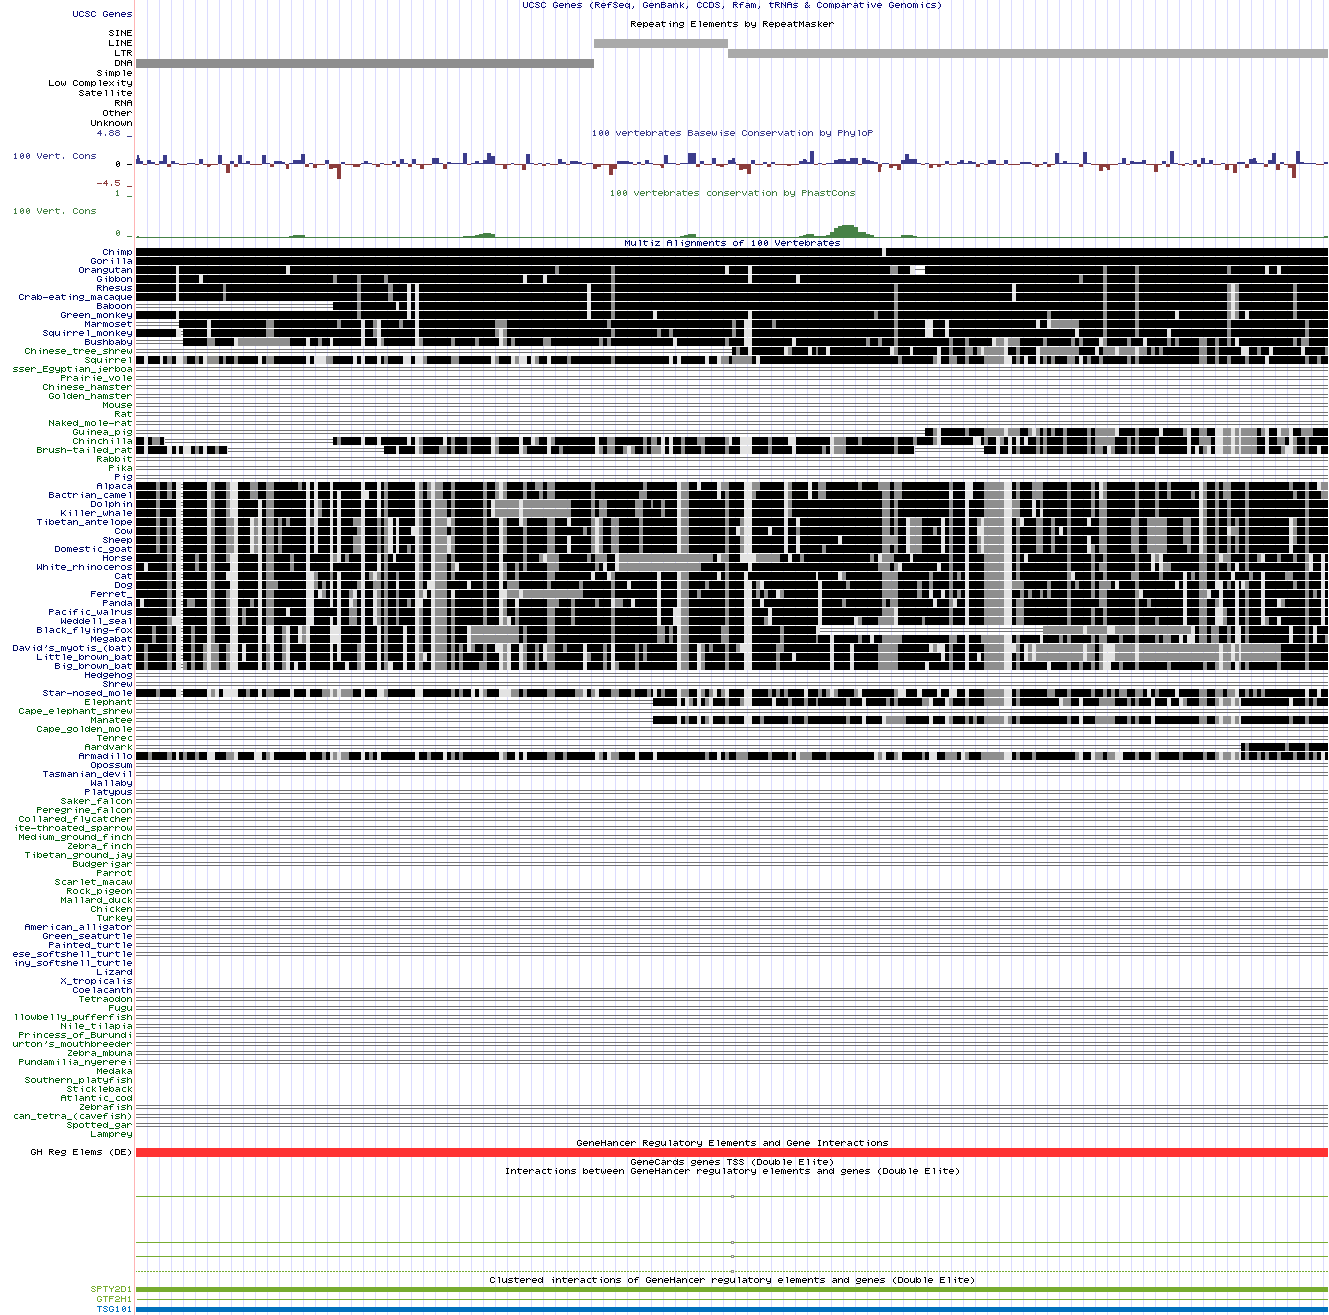 UCSC Genes (RefSeq, GenBank, CCDS, Rfam, tRNAs & Comparative Genomics)
UCSC Genes
Repeating Elements by RepeatMasker
SINE
LINE
LTR
DNA
Simple
Low Complexity
Satellite
RNA
Other
Unknown
4.88 _
100 vertebrates Basewise Conservation by PhyloP
100 Vert. Cons
0 _
-4.5 _
1 _
100 vertebrates conservation by PhastCons
100 Vert. Cons
0 _
Multiz Alignments of 100 Vertebrates
Chimp
Gorilla
Orangutan
Gibbon
Rhesus
Crab-eating_macaque
Baboon
Green_monkey
Marmoset
Squirrel_monkey
Bushbaby
Chinese_tree_shrew
Squirrel
sser_Egyptian_jerboa
Prairie_vole
Chinese_hamster
Golden_hamster
Mouse
Rat
Naked_mole-rat
Guinea_pig
Chinchilla
Brush-tailed_rat
Rabbit
Pika
Pig
Alpaca
Bactrian_camel
Dolphin
Killer_whale
Tibetan_antelope
Cow
Sheep
Domestic_goat
Horse
White_rhinoceros
Cat
Dog
Ferret_
Panda
Pacific_walrus
Weddell_seal
Black_flying-fox
Megabat
David's_myotis_(bat)
Little_brown_bat
Big_brown_bat
Hedgehog
Shrew
Star-nosed_mole
Elephant
Cape_elephant_shrew
Manatee
Cape_golden_mole
Tenrec
Aardvark
Armadillo
Opossum
Tasmanian_devil
Wallaby
Platypus
Saker_falcon
Peregrine_falcon
Collared_flycatcher
ite-throated_sparrow
Medium_ground_finch
Zebra_finch
Tibetan_ground_jay
Budgerigar
Parrot
Scarlet_macaw
Rock_pigeon
Mallard_duck
Chicken
Turkey
American_alligator
Green_seaturtle
Painted_turtle
ese_softshell_turtle
iny_softshell_turtle
Lizard
X_tropicalis
Coelacanth
Tetraodon
Fugu
llowbelly_pufferfish
Nile_tilapia
Princess_of_Burundi
urton's_mouthbreeder
Zebra_mbuna
Pundamilia_nyererei
Medaka
Southern_platyfish
Stickleback
Atlantic_cod
Zebrafish
can_tetra_(cavefish)
Spotted_gar
Lamprey
GeneHancer Regulatory Elements and Gene Interactions
GH Reg Elems (DE)
GeneCards genes TSS (Double Elite)
Interactions between GeneHancer regulatory elements and genes (Double Elite)
Clustered interactions of GeneHancer regulatory elements and genes (Double Elite)
SPTY2D1
GTF2H1
TSG101